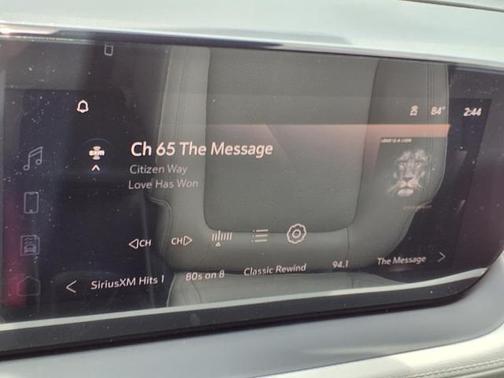 84° 2:44
Ch 65 The Message
Citizen Way
Love Has Won
CH CH
SiriusXM Hits 1 80s on 8 Classic Rewind 94.1 The Message